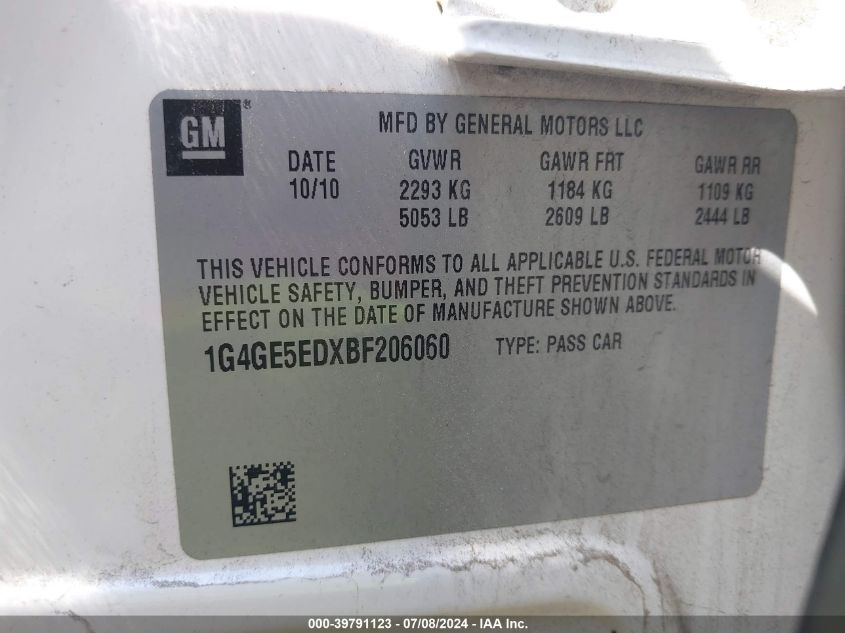 GM®
MFD BY GENERAL MOTORS LLC
DATE GVWR GAWR FRT GAWR RR
10/10 2293 KG 1184 KG 1109 KG
5053 LB 2609 LB 2444 LB
THIS VEHICLE CONFORMS TO ALL APPLICABLE U.S. FEDERAL MOTOR
VEHICLE SAFETY, BUMPER, AND THEFT PREVENTION STANDARDS IN
EFFECT ON THE DATE OF MANUFACTURE SHOWN ABOVE.
1G4GE5EDXBF206060 TYPE: PASS CAR
000-39791123 - 07/08/2024 - IAA Inc.